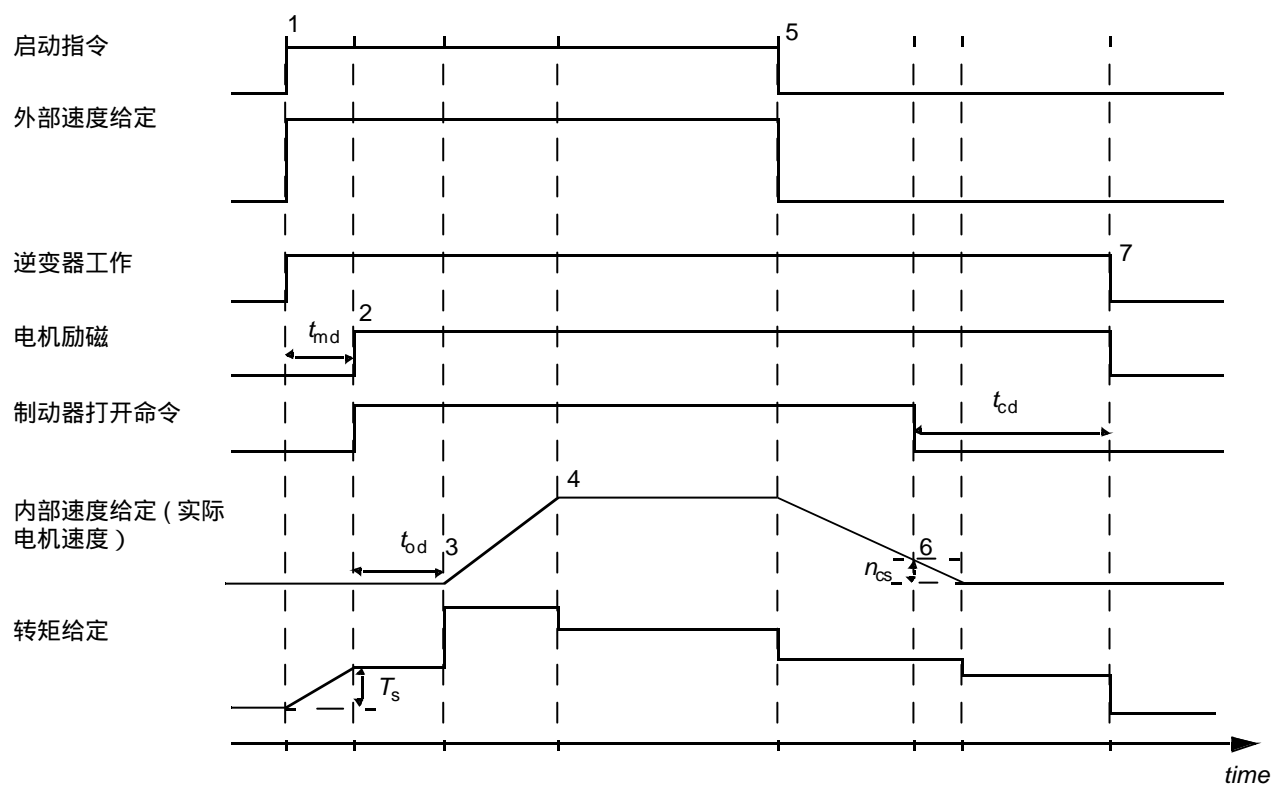 1
启动指令
5
外部速度给定
逆变器工作
7
2
电机励磁
tmd
制动器打开命令
tcd
4
内部速度给定 ( 实际
电机速度 )
tod
3
6
ncs
转矩给定
Ts
time